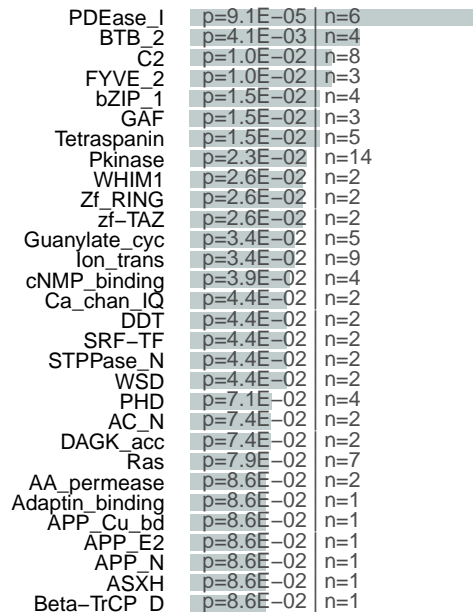 PDEase_I p=9.1E−05 n=6
BTB_2 p=4.1E−03 n=4
C2 p=1.0E−02 n=8
FYVE_2 p=1.0E−02 n=3
bZIP_1 p=1.5E−02 n=4
GAF p=1.5E−02 n=3
Tetraspanin p=1.5E−02 n=5
Pkinase p=2.3E−02 n=14
WHIM1 p=2.6E−02 n=2
Zf_RING p=2.6E−02 n=2
zf−TAZ p=2.6E−02 n=2
Guanylate_cyc p=3.4E−02 n=5
Ion_trans p=3.4E−02 n=9
cNMP_binding p=3.9E−02 n=4
Ca_chan_IQ p=4.4E−02 n=2
DDT p=4.4E−02 n=2
SRF−TF p=4.4E−02 n=2
STPPase_N p=4.4E−02 n=2
WSD p=4.4E−02 n=2
PHD p=7.1E−02 n=4
AC_N p=7.4E−02 n=2
DAGK_acc p=7.4E−02 n=2
Ras p=7.9E−02 n=7
AA_permease p=8.6E−02 n=2
Adaptin_binding p=8.6E−02 n=1
APP_Cu_bd p=8.6E−02 n=1
APP_E2 p=8.6E−02 n=1
APP_N p=8.6E−02 n=1
ASXH p=8.6E−02 n=1
Beta−TrCP_D p=8.6E−02 n=1